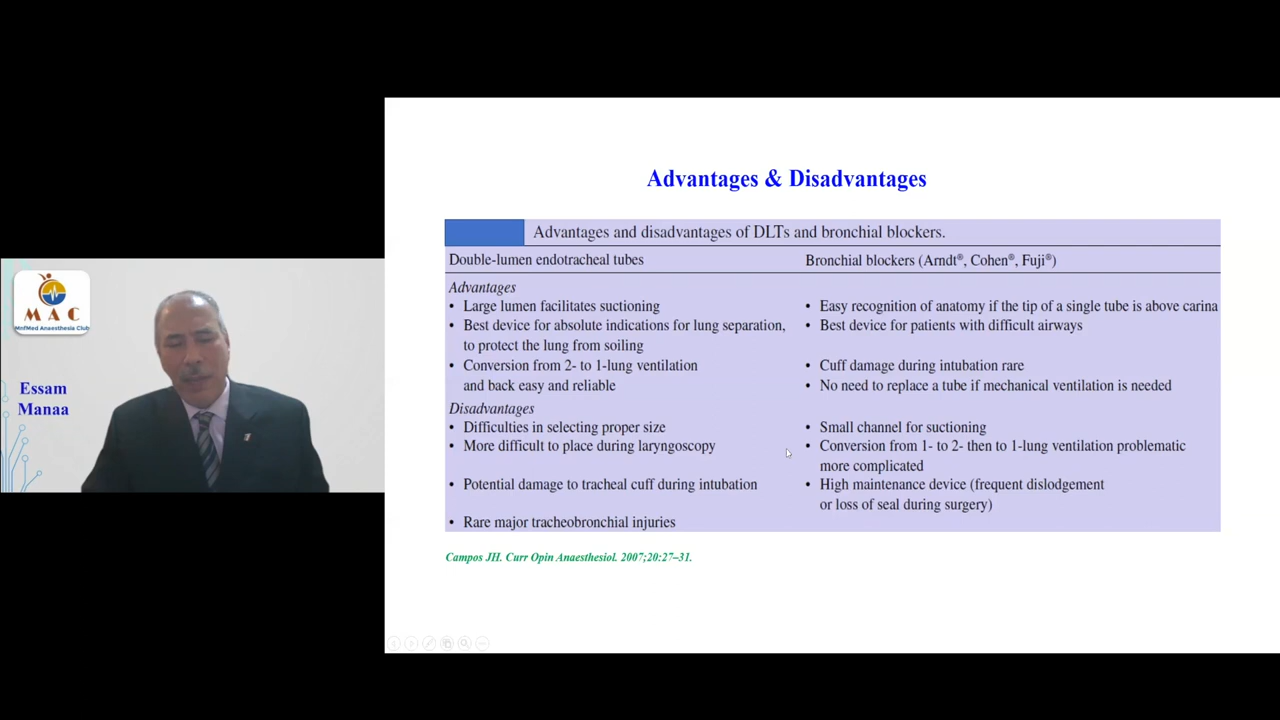 M A C
MnfMed Anaesthesia Club
Essam
Manaa
Advantages & Disadvantages
Advantages and disadvantages of DLTs and bronchial blockers.
Double-lumen endotracheal tubes
Bronchial blockers (Arndt®, Cohen®, Fuji®)
Advantages
• Large lumen facilitates suctioning
• Easy recognition of anatomy if the tip of a single tube is above carina
• Best device for absolute indications for lung separation,
to protect the lung from soiling
• Best device for patients with difficult airways
• Conversion from 2- to 1-lung ventilation
and back easy and reliable
• Cuff damage during intubation rare
• No need to replace a tube if mechanical ventilation is needed
Disadvantages
• Difficulties in selecting proper size
• Small channel for suctioning
• More difficult to place during laryngoscopy
• Conversion from 1- to 2- then to 1-lung ventilation problematic
more complicated
• Potential damage to tracheal cuff during intubation
• High maintenance device (frequent dislodgement
or loss of seal during surgery)
• Rare major tracheobronchial injuries
Campos JH. Curr Opin Anaesthesiol. 2007;20:27–31.